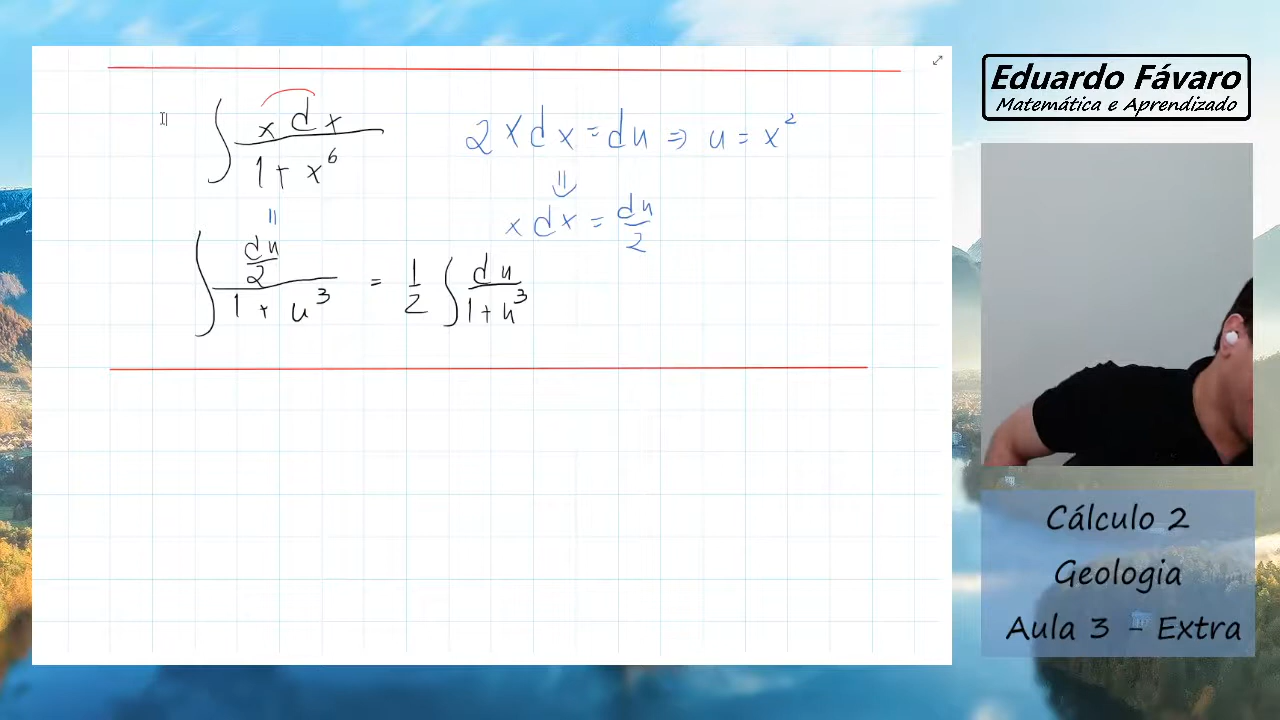 Eduardo Fávaro
Matemática e Aprendizado
∫ x dx / (1 + x^6)
2 x dx = du ⇒ u = x^2
⇓
x dx = du/2
=
∫ (du/2) / (1 + u^3) = 1/2 ∫ du / (1 + u^3)
Cálculo 2
Geologia
Aula 3 - Extra